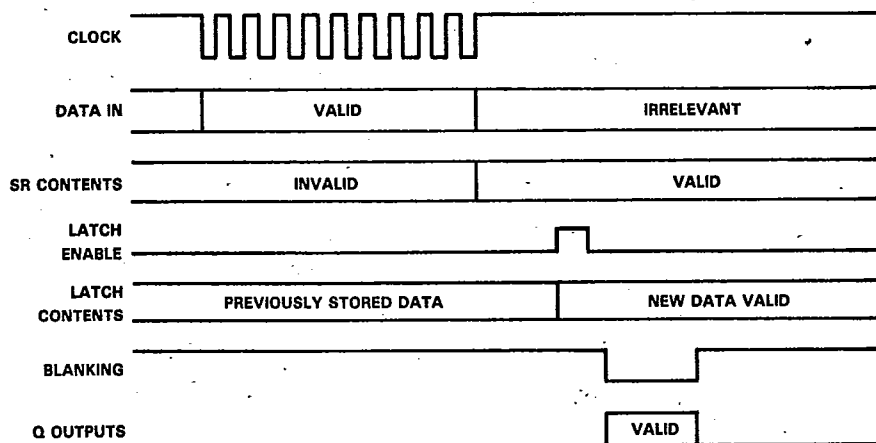 CLOCK
DATA IN
VALID
IRRELEVANT
SR CONTENTS
INVALID
VALID
LATCH
ENABLE
LATCH
CONTENTS
PREVIOUSLY STORED DATA
NEW DATA VALID
BLANKING
Q OUTPUTS
VALID